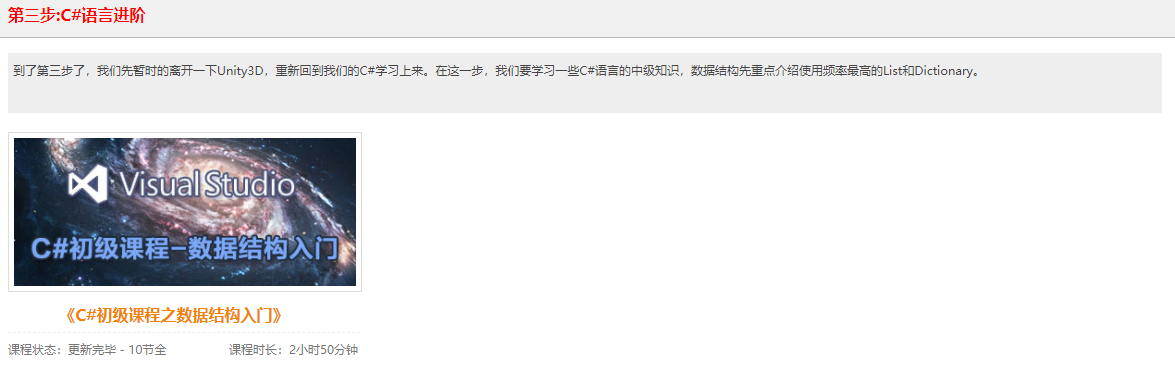 第三步:C#语言进阶
到了第三步了，我们先暂时的离开一下Unity3D，重新回到我们的C#学习上来。在这一步，我们要学习一些C#语言的中级知识，数据结构先重点介绍使用频率最高的List和Dictionary。
Visual Studio
C#初级课程-数据结构入门
《C#初级课程之数据结构入门》
课程状态：更新完毕 - 10节全 课程时长：2小时50分钟